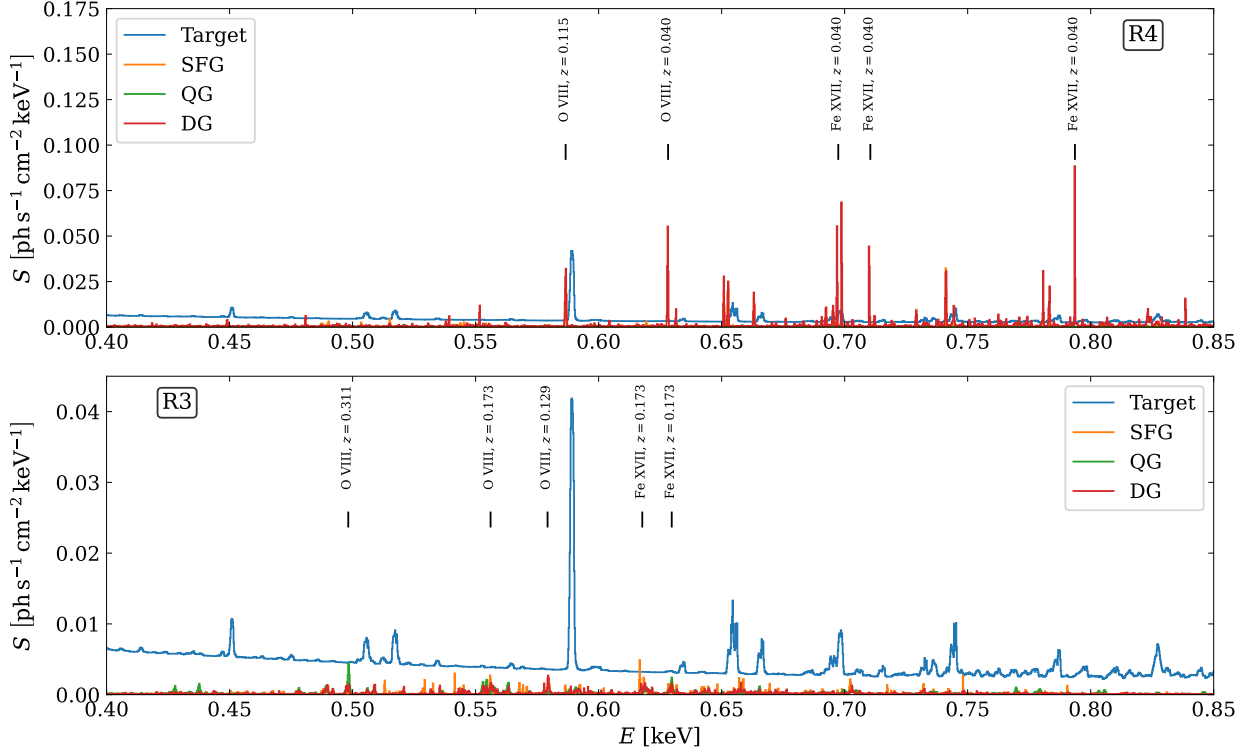 S [ph s⁻¹ cm⁻² keV⁻¹]
0.175
0.150
0.125
0.100
0.075
0.050
0.025
0.000
Target
SFG
QG
DG
O VIII, z = 0.115
O VIII, z = 0.040
Fe XVII, z = 0.040
Fe XVII, z = 0.040
Fe XVII, z = 0.040
R4
0.40 0.45 0.50 0.55 0.60 0.65 0.70 0.75 0.80 0.85
S [ph s⁻¹ cm⁻² keV⁻¹]
0.04
0.03
0.02
0.01
0.00
R3
O VIII, z = 0.311
O VIII, z = 0.173
O VIII, z = 0.129
Fe XVII, z = 0.173
Fe XVII, z = 0.173
Target
SFG
QG
DG
0.40 0.45 0.50 0.55 0.60 0.65 0.70 0.75 0.80 0.85
E [keV]